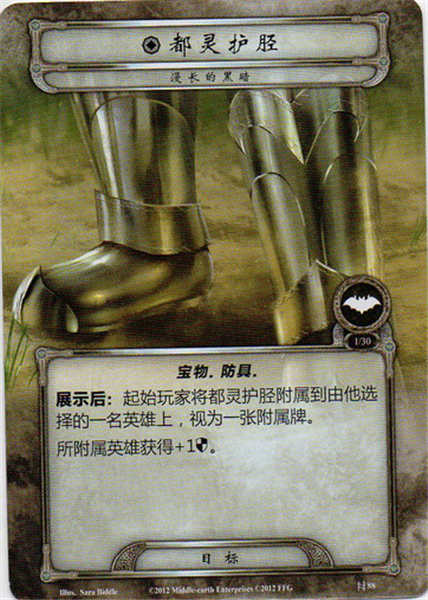 都灵护胫
漫长的黑暗
1/30
宝物. 防具.
展示后: 起始玩家将都灵护胫附属到由他选
择的一名英雄上，视为一张附属牌。
所附属英雄获得+1。
目标
Illus. Sara Biddle
©2012 Middle-earth Enterprises ©2012 FFG
88